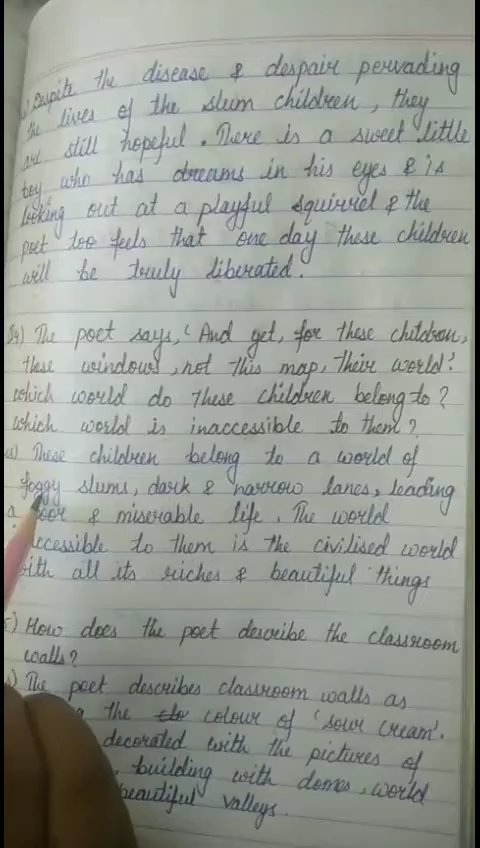 Despite the disease & despair pervading
the lives of the slum children, they
are still hopeful. There is a sweet little
boy who has dreams in his eyes & is
looking out at a playful squirrel & the
poet too feels that one day these children
will be truly liberated.
Q4) The poet says, 'And yet, for these children,
these windows, not this map, their world'.
which world do these children belong to?
which world is inaccessible to them?
These children belong to a world of
foggy slums, dark & narrow lanes, leading
a poor & miserable life. The world
accessible to them is the civilised world
with all its riches & beautiful things
5) How does the poet describe the classroom
walls?
The poet describes classroom walls as
the colour of 'sour cream'.
decorated with the pictures of
, building with domes, world
beautiful valleys.